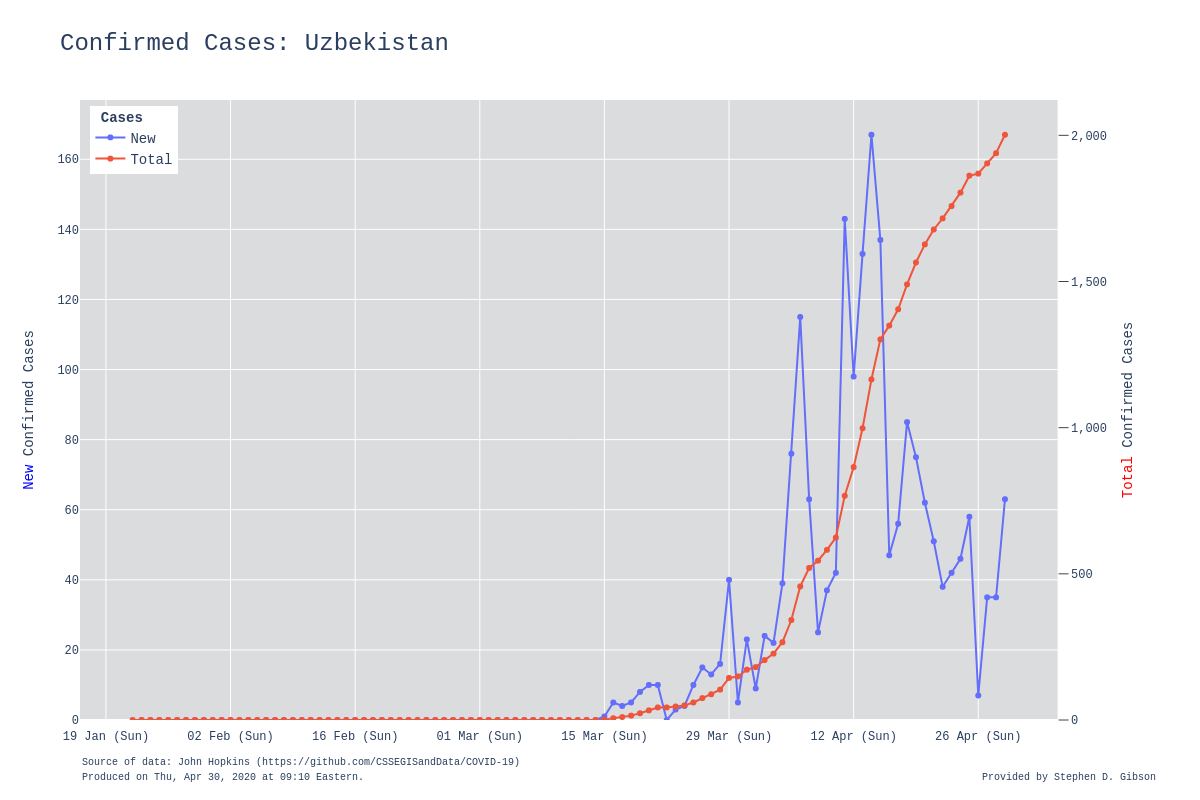 Confirmed Cases: Uzbekistan
Cases
New
Total
160
140
120
100
80
60
40
20
0
New Confirmed Cases
2,000
1,500
1,000
500
0
Total Confirmed Cases
19 Jan (Sun) 02 Feb (Sun) 16 Feb (Sun) 01 Mar (Sun) 15 Mar (Sun) 29 Mar (Sun) 12 Apr (Sun) 26 Apr (Sun)
Source of data: John Hopkins (https://github.com/CSSEGISandData/COVID-19)
Produced on Thu, Apr 30, 2020 at 09:10 Eastern.
Provided by Stephen D. Gibson